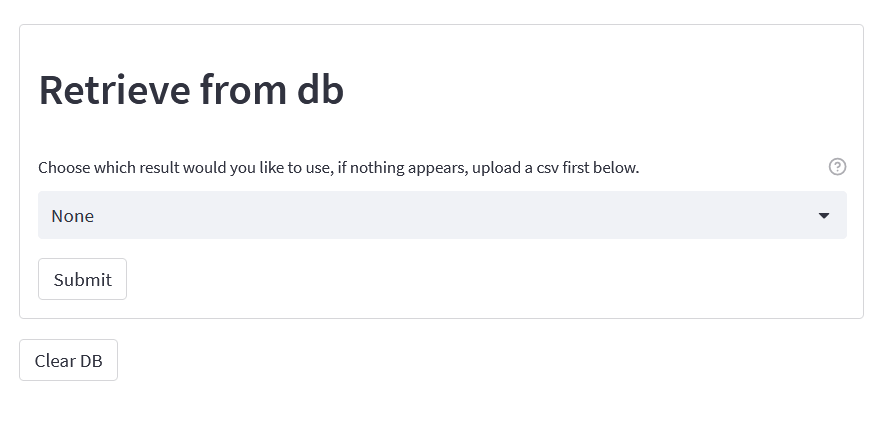 Retrieve from db
Choose which result would you like to use, if nothing appears, upload a csv first below.
None
Submit
Clear DB